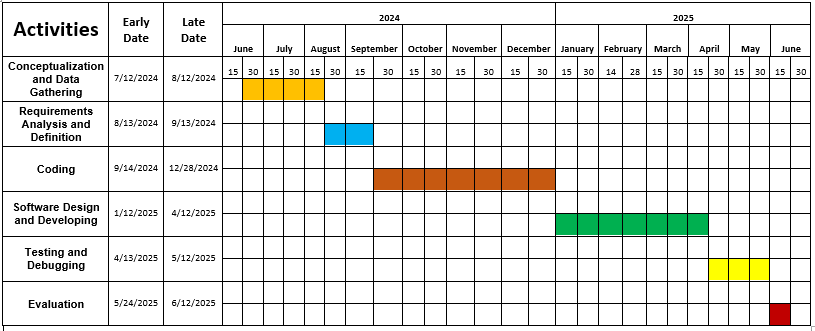 Activities
Early
Date
Late
Date
2024
2025
June July August September October November December January February March April May June
15 30 15 30 15 30 15 30 15 30 15 30 15 30 15 30 14 28 15 30 15 30 15 30 15 30
Conceptualization
and Data
Gathering
7/12/2024
8/12/2024
Requirements
Analysis and
Definition
8/13/2024
9/13/2024
Coding
9/14/2024
12/28/2024
Software Design
and Developing
1/12/2025
4/12/2025
Testing and
Debugging
4/13/2025
5/12/2025
Evaluation
5/24/2025
6/12/2025